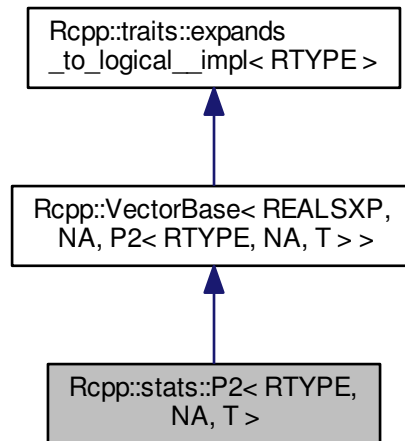 Rcpp::traits::expands
_to_logical__impl< RTYPE >
Rcpp::VectorBase< REALSXP,
NA, P2< RTYPE, NA, T > >
Rcpp::stats::P2< RTYPE,
NA, T >